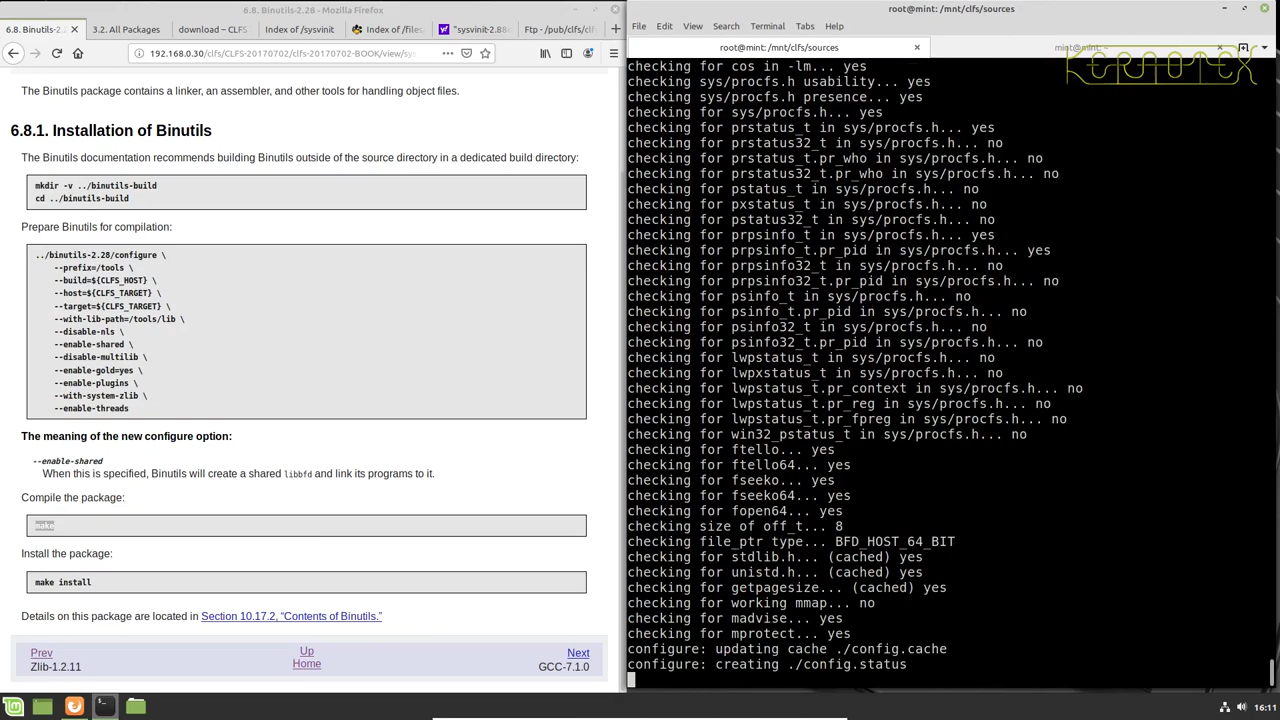 6.8. Binutils-2.28 - Mozilla Firefox
6.8. Binutils-2.
3.2. All Packages
download – CLFS
Index of /sysvinit
Index of /files/
"sysvinit-2.88
Ftp - /pub/clfs/c
192.168.0.30/clfs/CLFS-20170702/clfs-20170702-BOOK/view/sy
The Binutils package contains a linker, an assembler, and other tools for handling object files.
6.8.1. Installation of Binutils
The Binutils documentation recommends building Binutils outside of the source directory in a dedicated build directory:
mkdir -v ../binutils-build
cd ../binutils-build
Prepare Binutils for compilation:
../binutils-2.28/configure \
--prefix=/tools \
--build=${CLFS_HOST} \
--host=${CLFS_TARGET} \
--target=${CLFS_TARGET} \
--with-lib-path=/tools/lib \
--disable-nls \
--enable-shared \
--disable-multilib \
--enable-gold=yes \
--enable-plugins \
--with-system-zlib \
--enable-threads
The meaning of the new configure option:
--enable-shared
When this is specified, Binutils will create a shared libbfd and link its programs to it.
Compile the package:
make
Install the package:
make install
Details on this package are located in Section 10.17.2, “Contents of Binutils.”
Prev
Zlib-1.2.11
Up
Home
Next
GCC-7.1.0
root@mint: /mnt/clfs/sources
File Edit View Search Terminal Tabs Help
root@mint: /mnt/clfs/sources
mint@mint: ~
KERNOTEX
checking for cos in -lm... yes
checking sys/procfs.h usability... yes
checking sys/procfs.h presence... yes
checking for sys/procfs.h... yes
checking for prstatus_t in sys/procfs.h... yes
checking for prstatus32_t in sys/procfs.h... no
checking for prstatus_t.pr_who in sys/procfs.h... no
checking for prstatus32_t.pr_who in sys/procfs.h... no
checking for pstatus_t in sys/procfs.h... no
checking for pxstatus_t in sys/procfs.h... no
checking for pstatus32_t in sys/procfs.h... no
checking for prpsinfo_t in sys/procfs.h... yes
checking for prpsinfo_t.pr_pid in sys/procfs.h... yes
checking for prpsinfo32_t in sys/procfs.h... no
checking for prpsinfo32_t.pr_pid in sys/procfs.h... no
checking for psinfo_t in sys/procfs.h... no
checking for psinfo_t.pr_pid in sys/procfs.h... no
checking for psinfo32_t in sys/procfs.h... no
checking for psinfo32_t.pr_pid in sys/procfs.h... no
checking for lwpstatus_t in sys/procfs.h... no
checking for lwpxstatus_t in sys/procfs.h... no
checking for lwpstatus_t.pr_context in sys/procfs.h... no
checking for lwpstatus_t.pr_reg in sys/procfs.h... no
checking for lwpstatus_t.pr_fpreg in sys/procfs.h... no
checking for win32_pstatus_t in sys/procfs.h... no
checking for ftello... yes
checking for ftello64... yes
checking for fseeko... yes
checking for fseeko64... yes
checking for fopen64... yes
checking size of off_t... 8
checking file_ptr type... BFD_HOST_64_BIT
checking for stdlib.h... (cached) yes
checking for unistd.h... (cached) yes
checking for getpagesize... (cached) yes
checking for working mmap... no
checking for madvise... yes
checking for mprotect... yes
configure: updating cache ./config.cache
configure: creating ./config.status
16:11